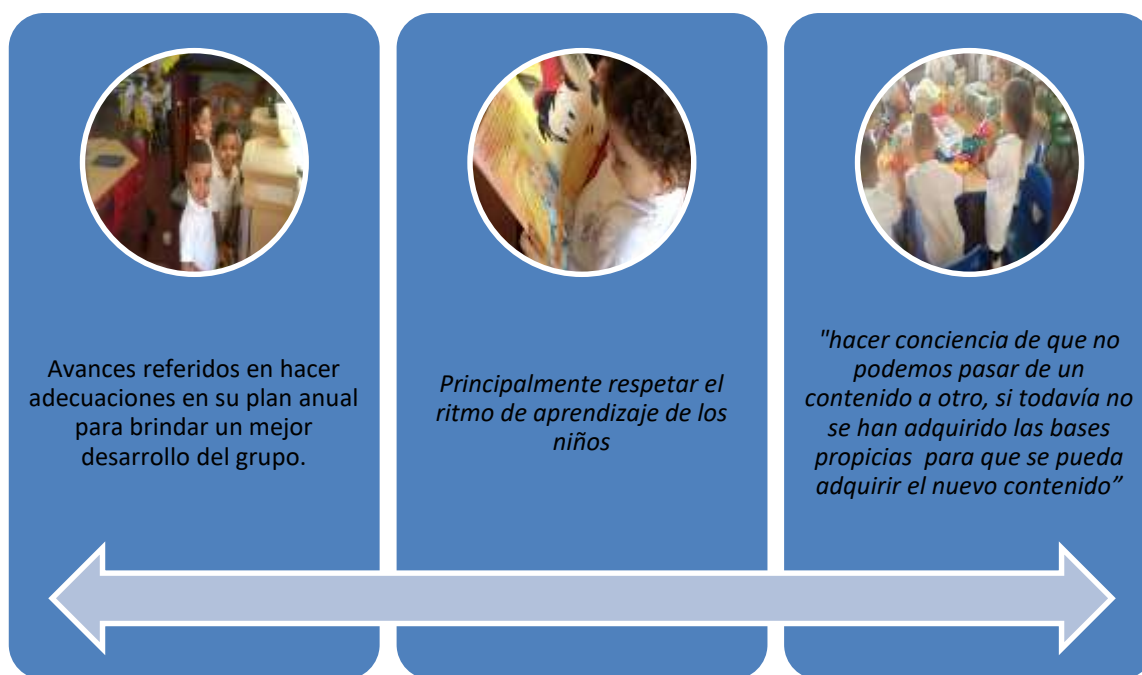 Avances referidos en hacer
adecuaciones en su plan anual
para brindar un mejor
desarrollo del grupo.
Principalmente respetar el
ritmo de aprendizaje de los
niños
"hacer conciencia de que no
podemos pasar de un
contenido a otro, si todavía no
se han adquirido las bases
propicias  para que se pueda
adquirir el nuevo contenido”